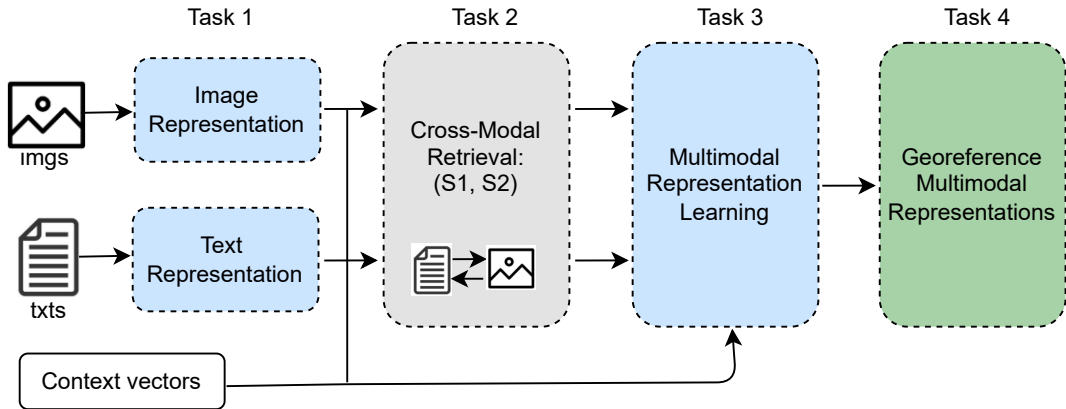 Task 1
Task 2
Task 3
Task 4
Image
Representation
imgs
Text
Representation
txts
Cross-Modal
Retrieval:
(S1, S2)
Multimodal
Representation
Learning
Georeference
Multimodal
Representations
Context vectors